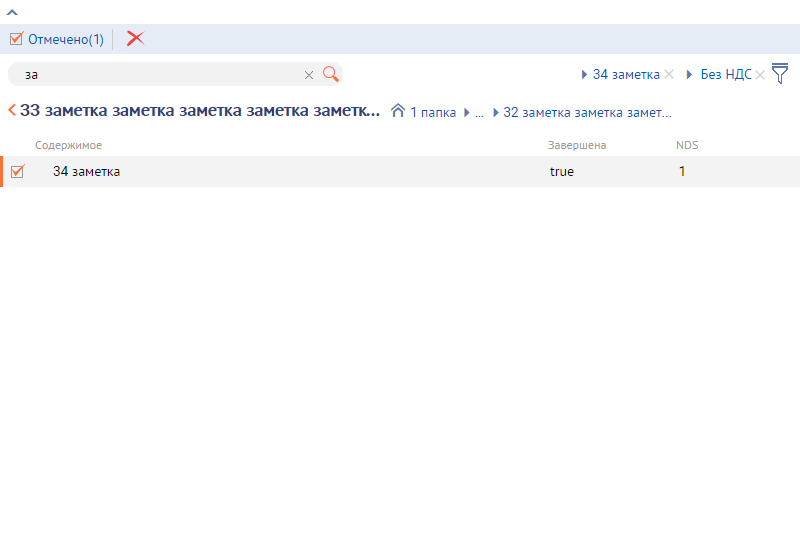 Отмечено(1)
за
34 заметка Без НДС
33 заметка заметка заметка заметка заметк... 1 папка ... 32 заметка заметка замет...
Содержимое Завершена NDS
34 заметка true 1